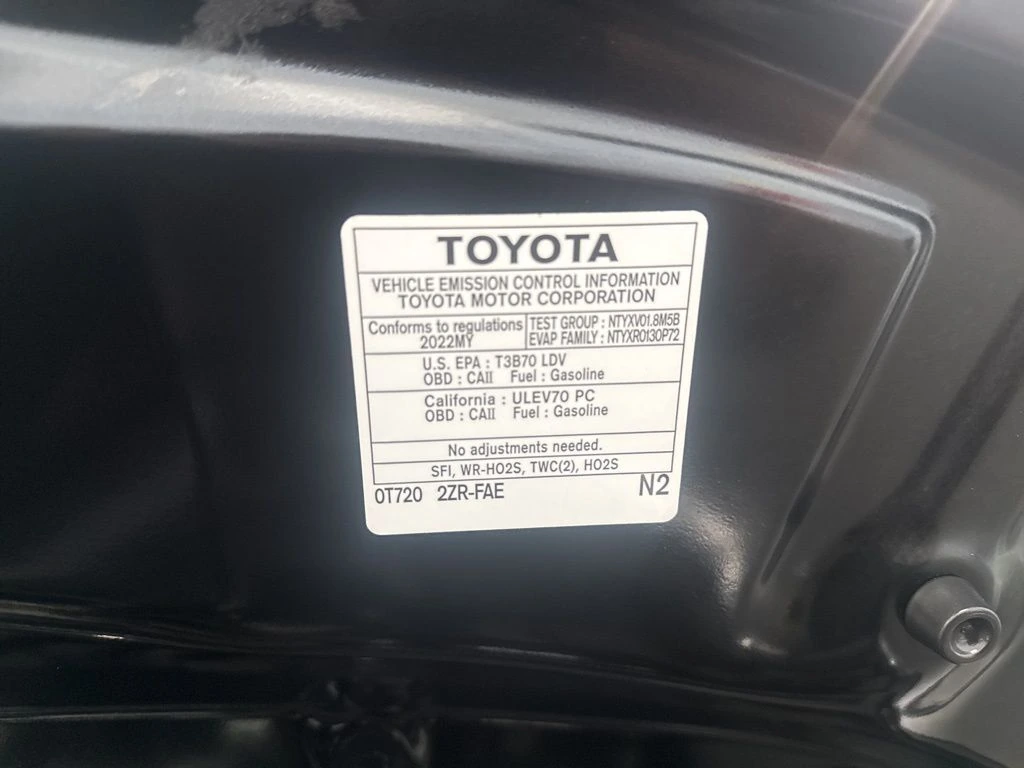 TOYOTA
VEHICLE EMISSION CONTROL INFORMATION
TOYOTA MOTOR CORPORATION
Conforms to regulations
2022MY
TEST GROUP : NTYXV01.8M5B
EVAP FAMILY : NTYXR0130P72
U.S. EPA : T3B70 LDV
OBD : CAII Fuel : Gasoline
California : ULEV70 PC
OBD : CAII Fuel : Gasoline
No adjustments needed.
SFI, WR-HO2S, TWC(2), HO2S
0T720 2ZR-FAE N2